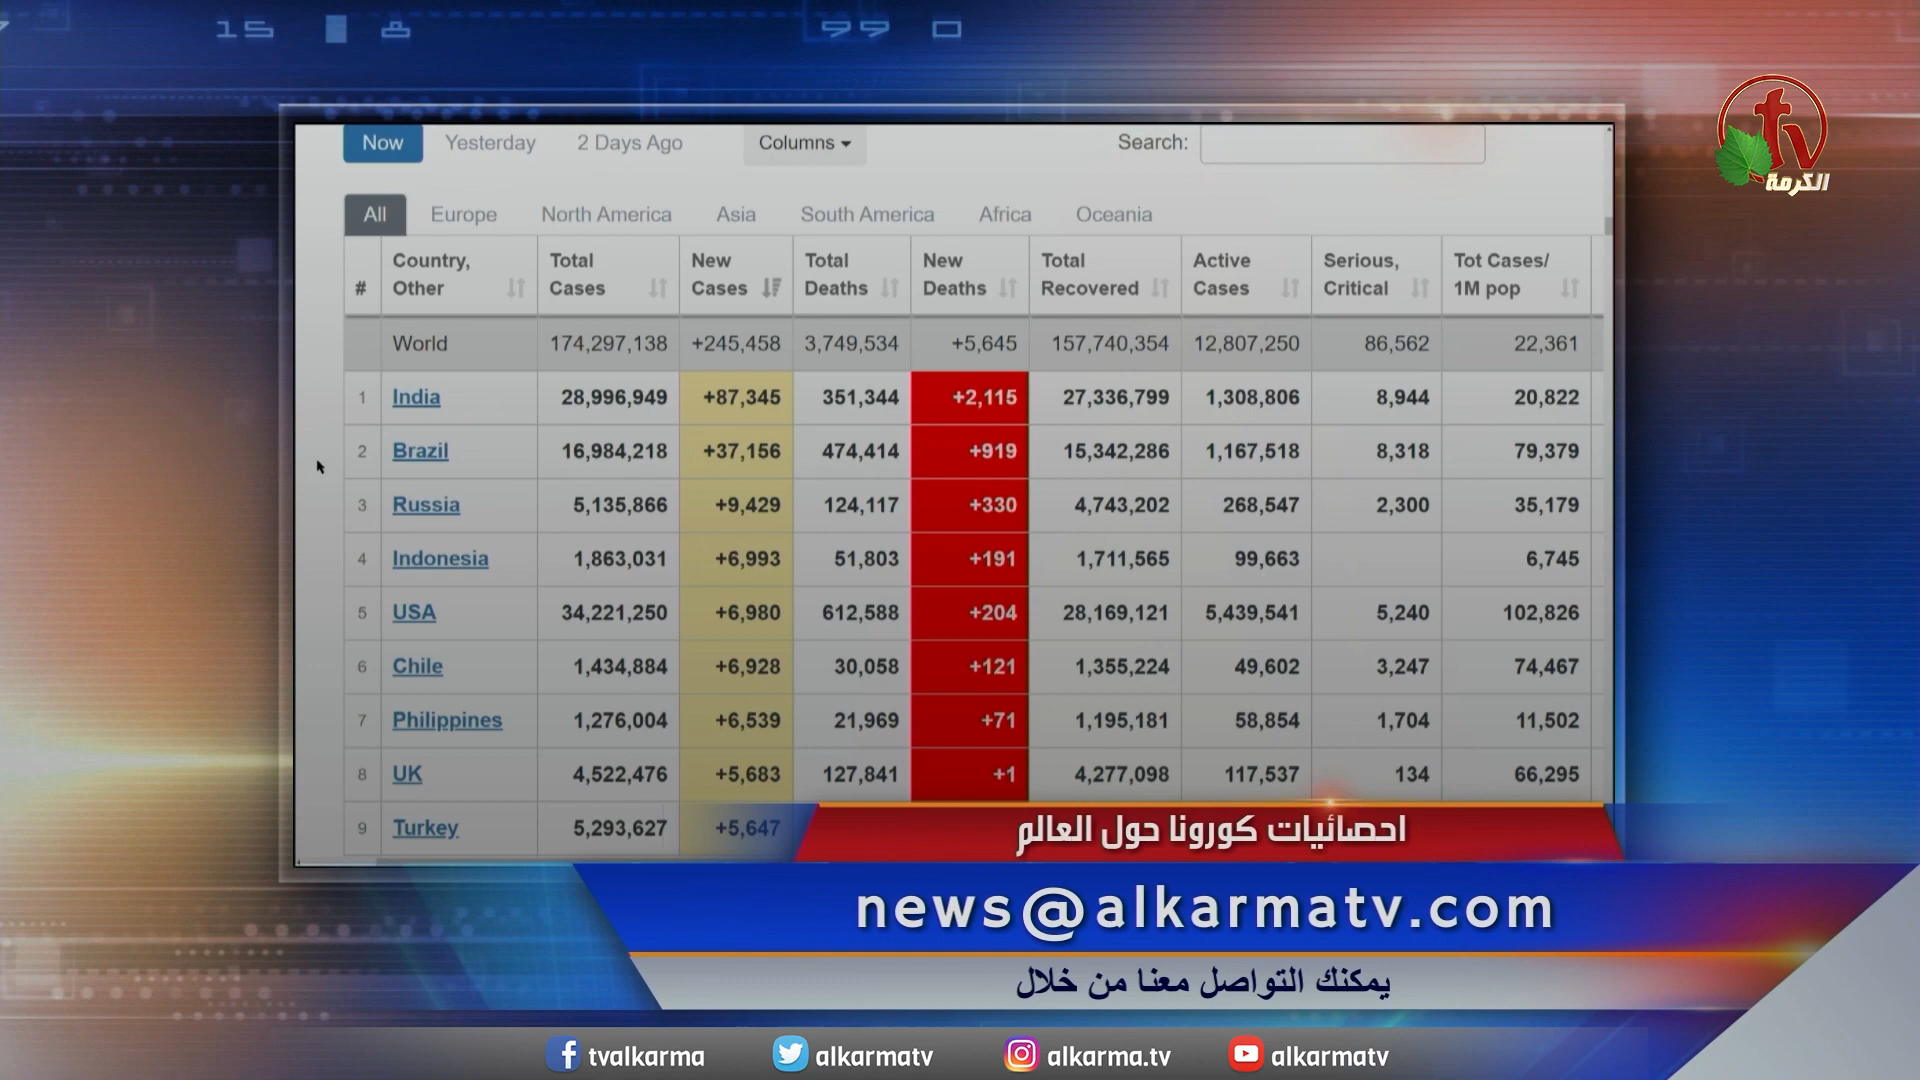 15
99
tv
الكرمة
Now Yesterday 2 Days Ago Columns Search:
All Europe North America Asia South America Africa Oceania
# Country, Other Total Cases New Cases Total Deaths New Deaths Total Recovered Active Cases Serious, Critical Tot Cases/ 1M pop
World 174,297,138 +245,458 3,749,534 +5,645 157,740,354 12,807,250 86,562 22,361
1 India 28,996,949 +87,345 351,344 +2,115 27,336,799 1,308,806 8,944 20,822
2 Brazil 16,984,218 +37,156 474,414 +919 15,342,286 1,167,518 8,318 79,379
3 Russia 5,135,866 +9,429 124,117 +330 4,743,202 268,547 2,300 35,179
4 Indonesia 1,863,031 +6,993 51,803 +191 1,711,565 99,663 6,745
5 USA 34,221,250 +6,980 612,588 +204 28,169,121 5,439,541 5,240 102,826
6 Chile 1,434,884 +6,928 30,058 +121 1,355,224 49,602 3,247 74,467
7 Philippines 1,276,004 +6,539 21,969 +71 1,195,181 58,854 1,704 11,502
8 UK 4,522,476 +5,683 127,841 +1 4,277,098 117,537 134 66,295
9 Turkey 5,293,627 +5,647
احصائيات كورونا حول العالم
news@alkarmatv.com
يمكنك التواصل معنا من خلال
tvalkarma alkarmatv alkarma.tv alkarmatv